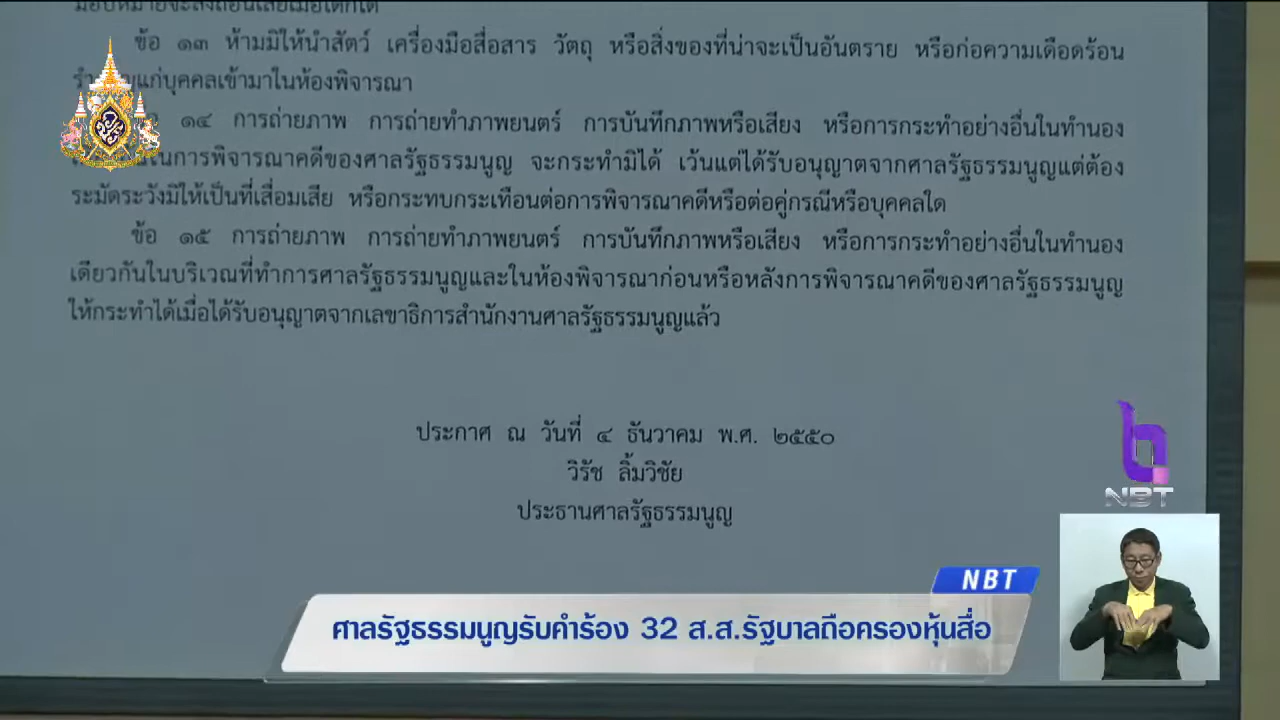 มอบหมายจะสั่งถอนเสียเมื่อใดก็ได้
ข้อ ๑๓ ห้ามมิให้นำสัตว์ เครื่องมือสื่อสาร วัตถุ หรือสิ่งของที่น่าจะเป็นอันตราย หรือก่อความเดือดร้อน
แก่บุคคลเข้ามาในห้องพิจารณา
๑๔ การถ่ายภาพ การถ่ายทำภาพยนตร์ การบันทึกภาพหรือเสียง หรือการกระทำอย่างอื่นในทำนอง
ในการพิจารณาคดีของศาลรัฐธรรมนูญ จะกระทำมิได้ เว้นแต่ได้รับอนุญาตจากศาลรัฐธรรมนูญแต่ต้อง
ระมัดระวังมิให้เป็นที่เสื่อมเสีย หรือกระทบกระเทือนต่อการพิจารณาคดีหรือต่อคู่กรณีหรือบุคคลใด
ข้อ ๑๕ การถ่ายภาพ การถ่ายทำภาพยนตร์ การบันทึกภาพหรือเสียง หรือการกระทำอย่างอื่นในทำนอง
เดียวกันในบริเวณที่ทำการศาลรัฐธรรมนูญและในห้องพิจารณาก่อนหรือหลังการพิจารณาคดีของศาลรัฐธรรมนูญ
ให้กระทำได้เมื่อได้รับอนุญาตจากเลขาธิการสำนักงานศาลรัฐธรรมนูญแล้ว
ประกาศ ณ วันที่ ๔ ธันวาคม พ.ศ. ๒๕๕๐
วิรัช ลิ้มวิชัย
ประธานศาลรัฐธรรมนูญ
NBT
NBT
ศาลรัฐธรรมนูญรับคำร้อง 32 ส.ส.รัฐบาลถือครองหุ้นสื่อ